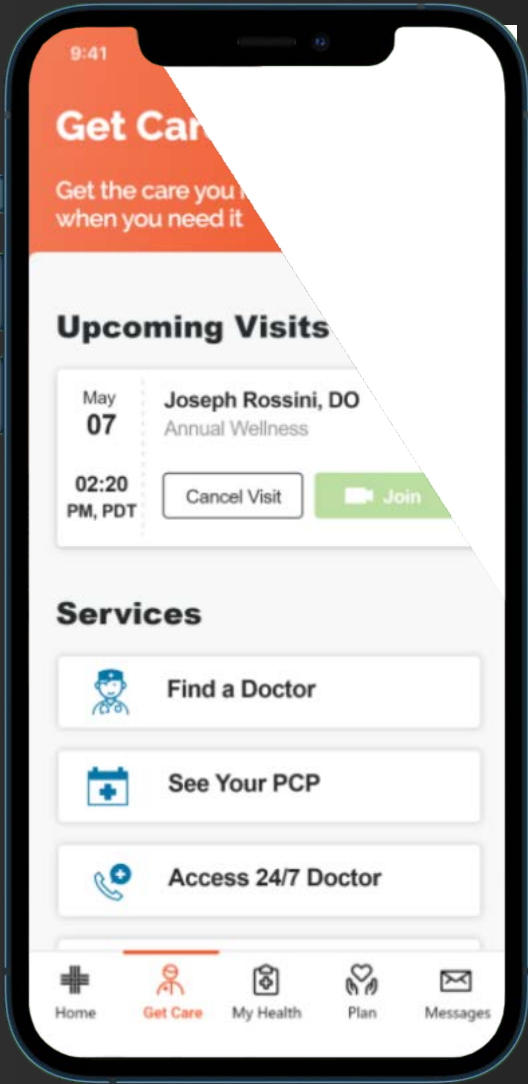 9:41
Get Car
Get the care you
when you need it
Upcoming Visits
May
07
Joseph Rossini, DO
Annual Wellness
02:20
PM, PDT
Cancel Visit
Join
Services
Find a Doctor
See Your PCP
Access 24/7 Doctor
Home
Get Care
My Health
Plan
Messages